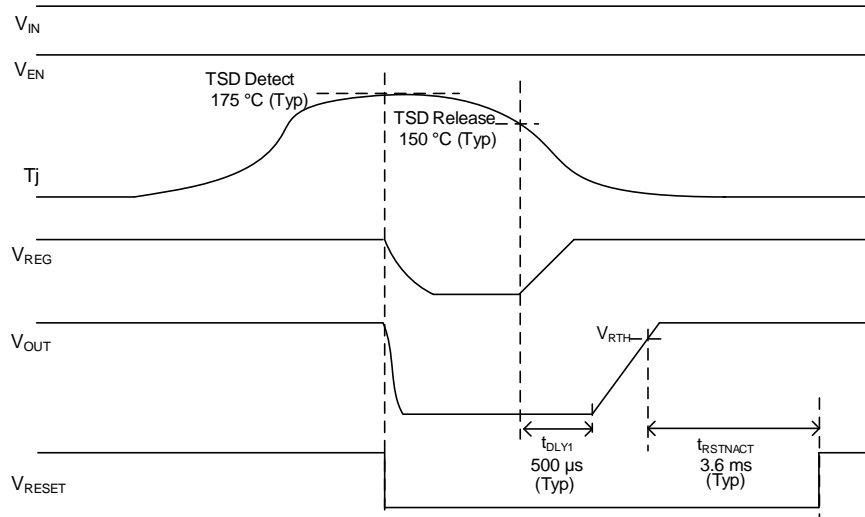 VIN
VEN
TSD Detect
175 °C (Typ)
TSD Release
150 °C (Typ)
Tj
VREG
VOUT
VRTH
tDLY1
500 µs
(Typ)
tRSTNACT
3.6 ms
(Typ)
VRESET